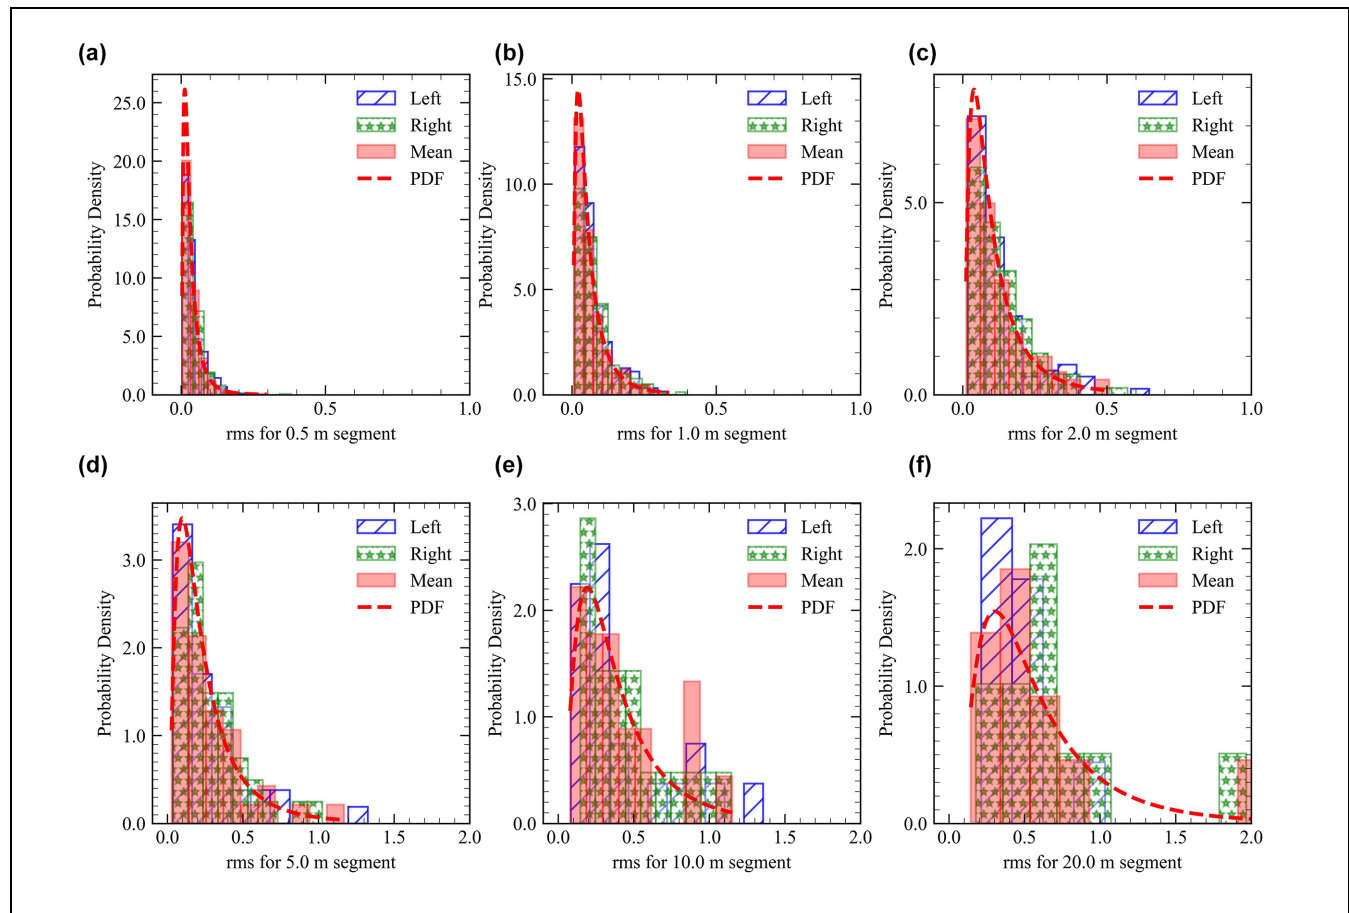 (a)
25.0
20.0
15.0
10.0
5.0
0.0
Probability Density
Left
Right
Mean
PDF
0.0 0.5 1.0
rms for 0.5 m segment
(b)
15.0
10.0
5.0
0.0
Probability Density
Left
Right
Mean
PDF
0.0 0.5 1.0
rms for 1.0 m segment
(c)
5.0
0.0
Probability Density
Left
Right
Mean
PDF
0.0 0.5 1.0
rms for 2.0 m segment
(d)
3.0
2.0
1.0
0.0
Probability Density
Left
Right
Mean
PDF
0.0 0.5 1.0 1.5 2.0
rms for 5.0 m segment
(e)
3.0
2.0
1.0
0.0
Probability Density
Left
Right
Mean
PDF
0.0 0.5 1.0 1.5 2.0
rms for 10.0 m segment
(f)
2.0
1.0
0.0
Probability Density
Left
Right
Mean
PDF
0.0 0.5 1.0 1.5 2.0
rms for 20.0 m segment